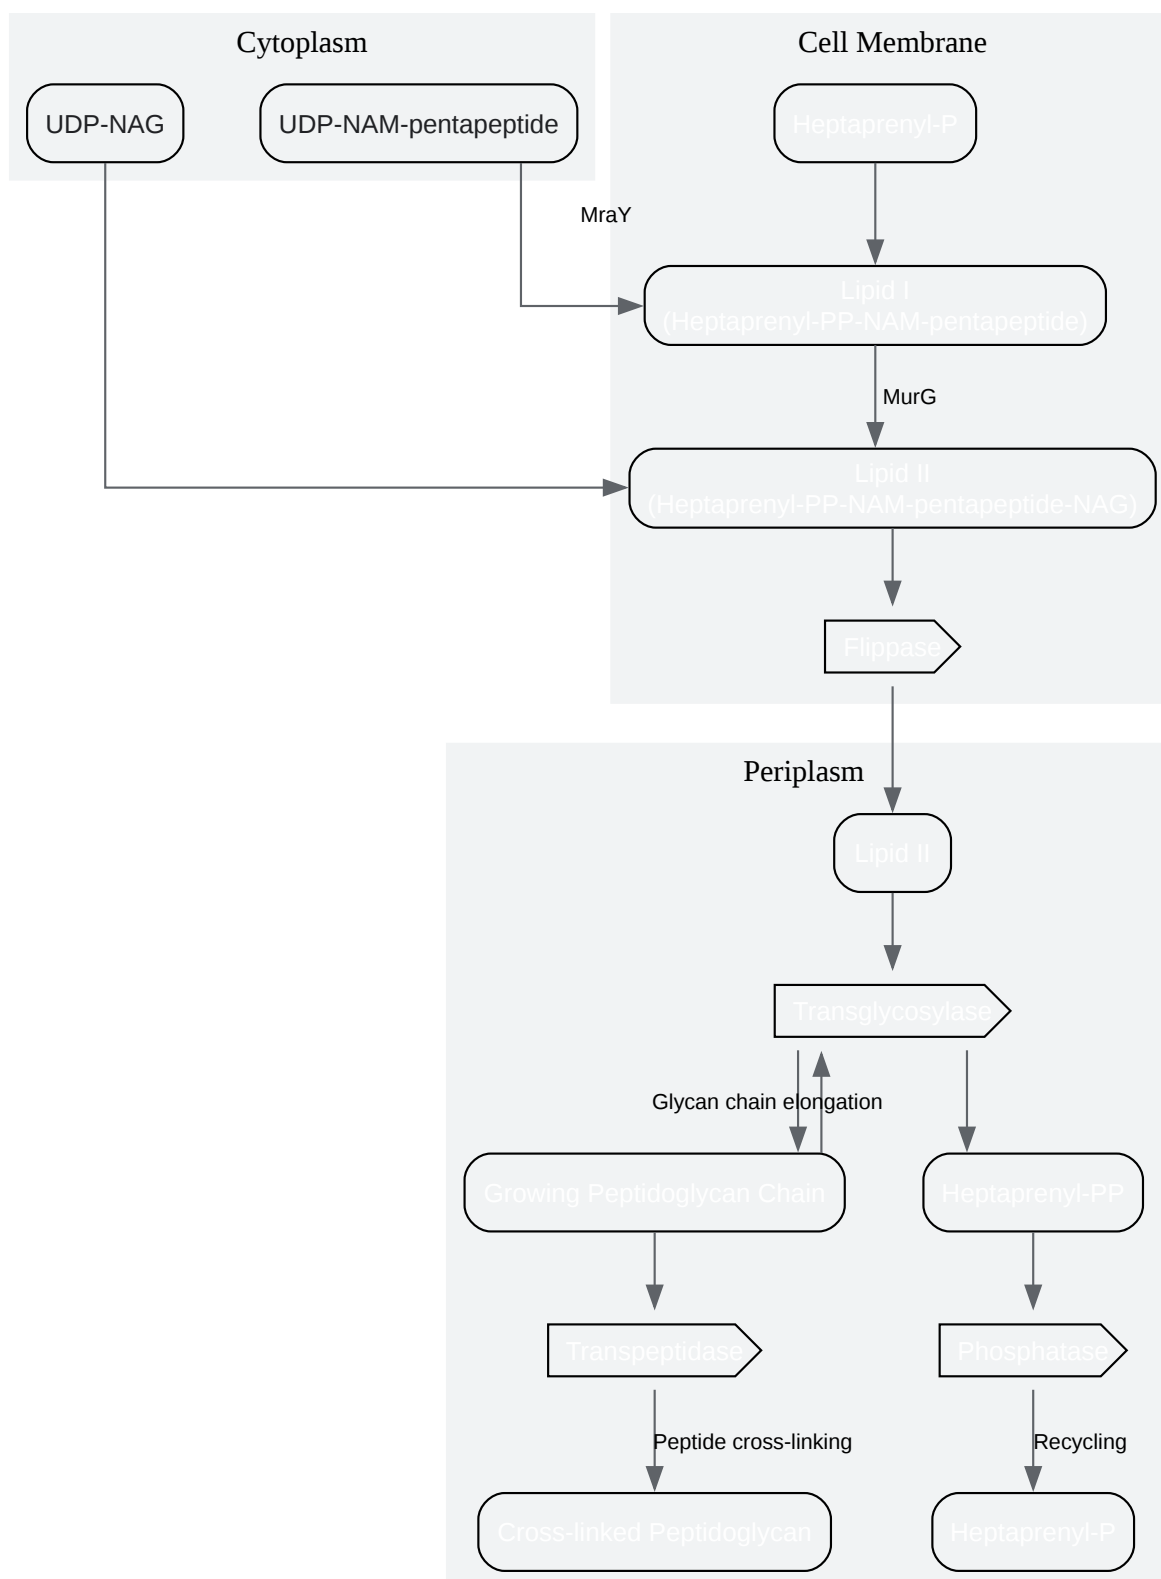 Cytoplasm
Cell Membrane
UDP-NAG
UDP-NAM-pentapeptide
Heptaprenyl-P
MraY
Lipid I
(Heptaprenyl-PP-NAM-pentapeptide)
MurG
Lipid II
(Heptaprenyl-PP-NAM-pentapeptide-NAG)
Flippase
Periplasm
Lipid II
Transglycosylase
Glycan chain elongation
Growing Peptidoglycan Chain
Heptaprenyl-PP
Transpeptidase
Phosphatase
Peptide cross-linking
Recycling
Cross-linked Peptidoglycan
Heptaprenyl-P